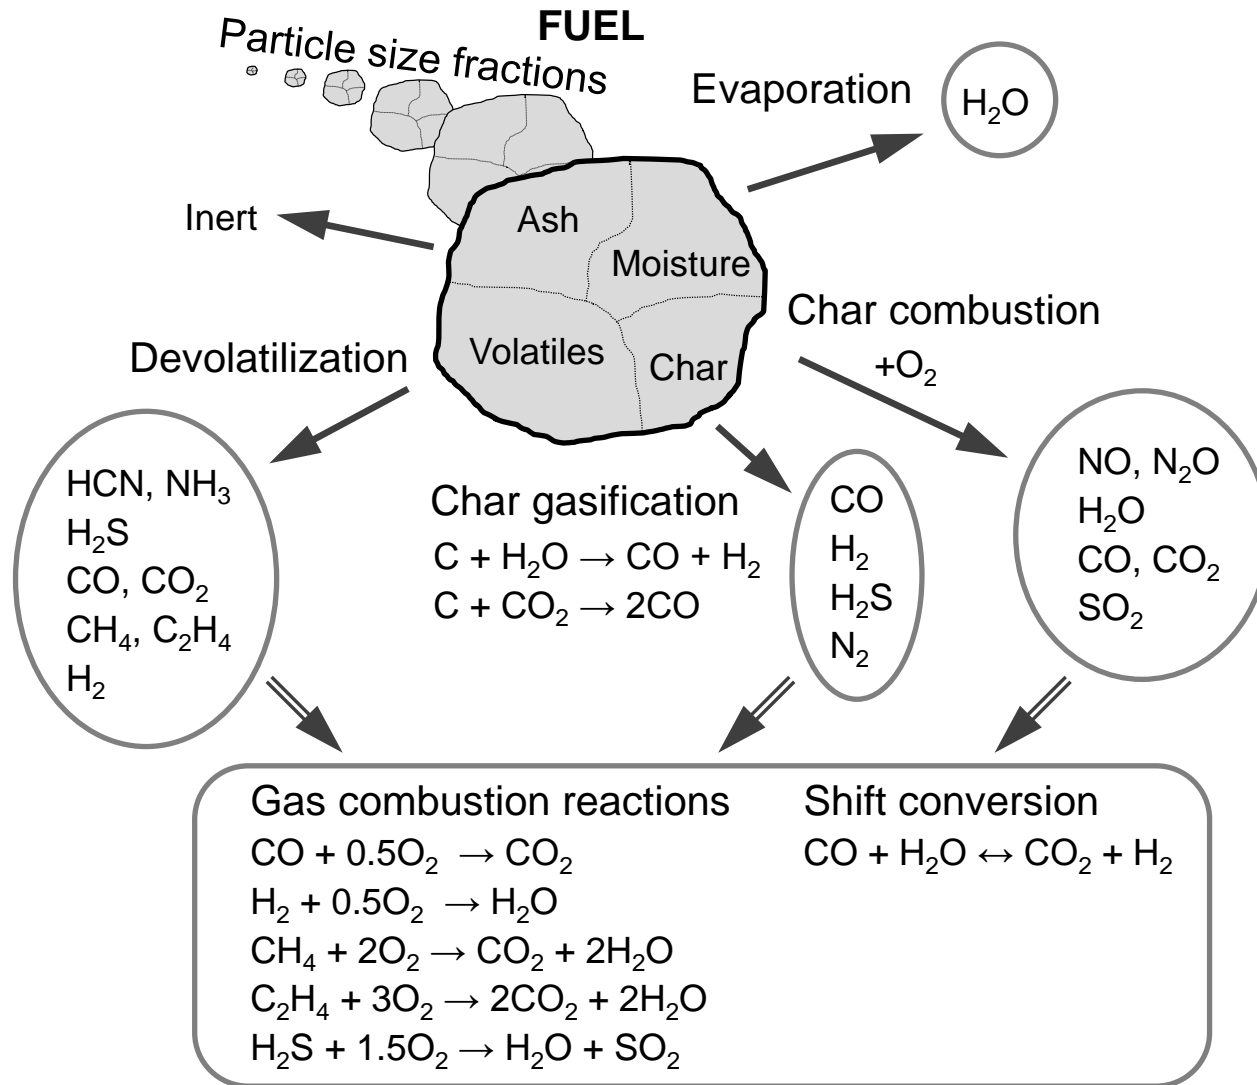 FUEL
Particle size fractions
Evaporation
H₂O
Inert
Ash
Moisture
Volatiles
Char
Char combustion
+O₂
Devolatilization
HCN, NH₃
H₂S
CO, CO₂
CH₄, C₂H₄
H₂
Char gasification
C + H₂O → CO + H₂
C + CO₂ → 2CO
CO
H₂
H₂S
N₂
NO, N₂O
H₂O
CO, CO₂
SO₂
Gas combustion reactions
CO + 0.5O₂ → CO₂
H₂ + 0.5O₂ → H₂O
CH₄ + 2O₂ → CO₂ + 2H₂O
C₂H₄ + 3O₂ → 2CO₂ + 2H₂O
H₂S + 1.5O₂ → H₂O + SO₂
Shift conversion
CO + H₂O ↔ CO₂ + H₂